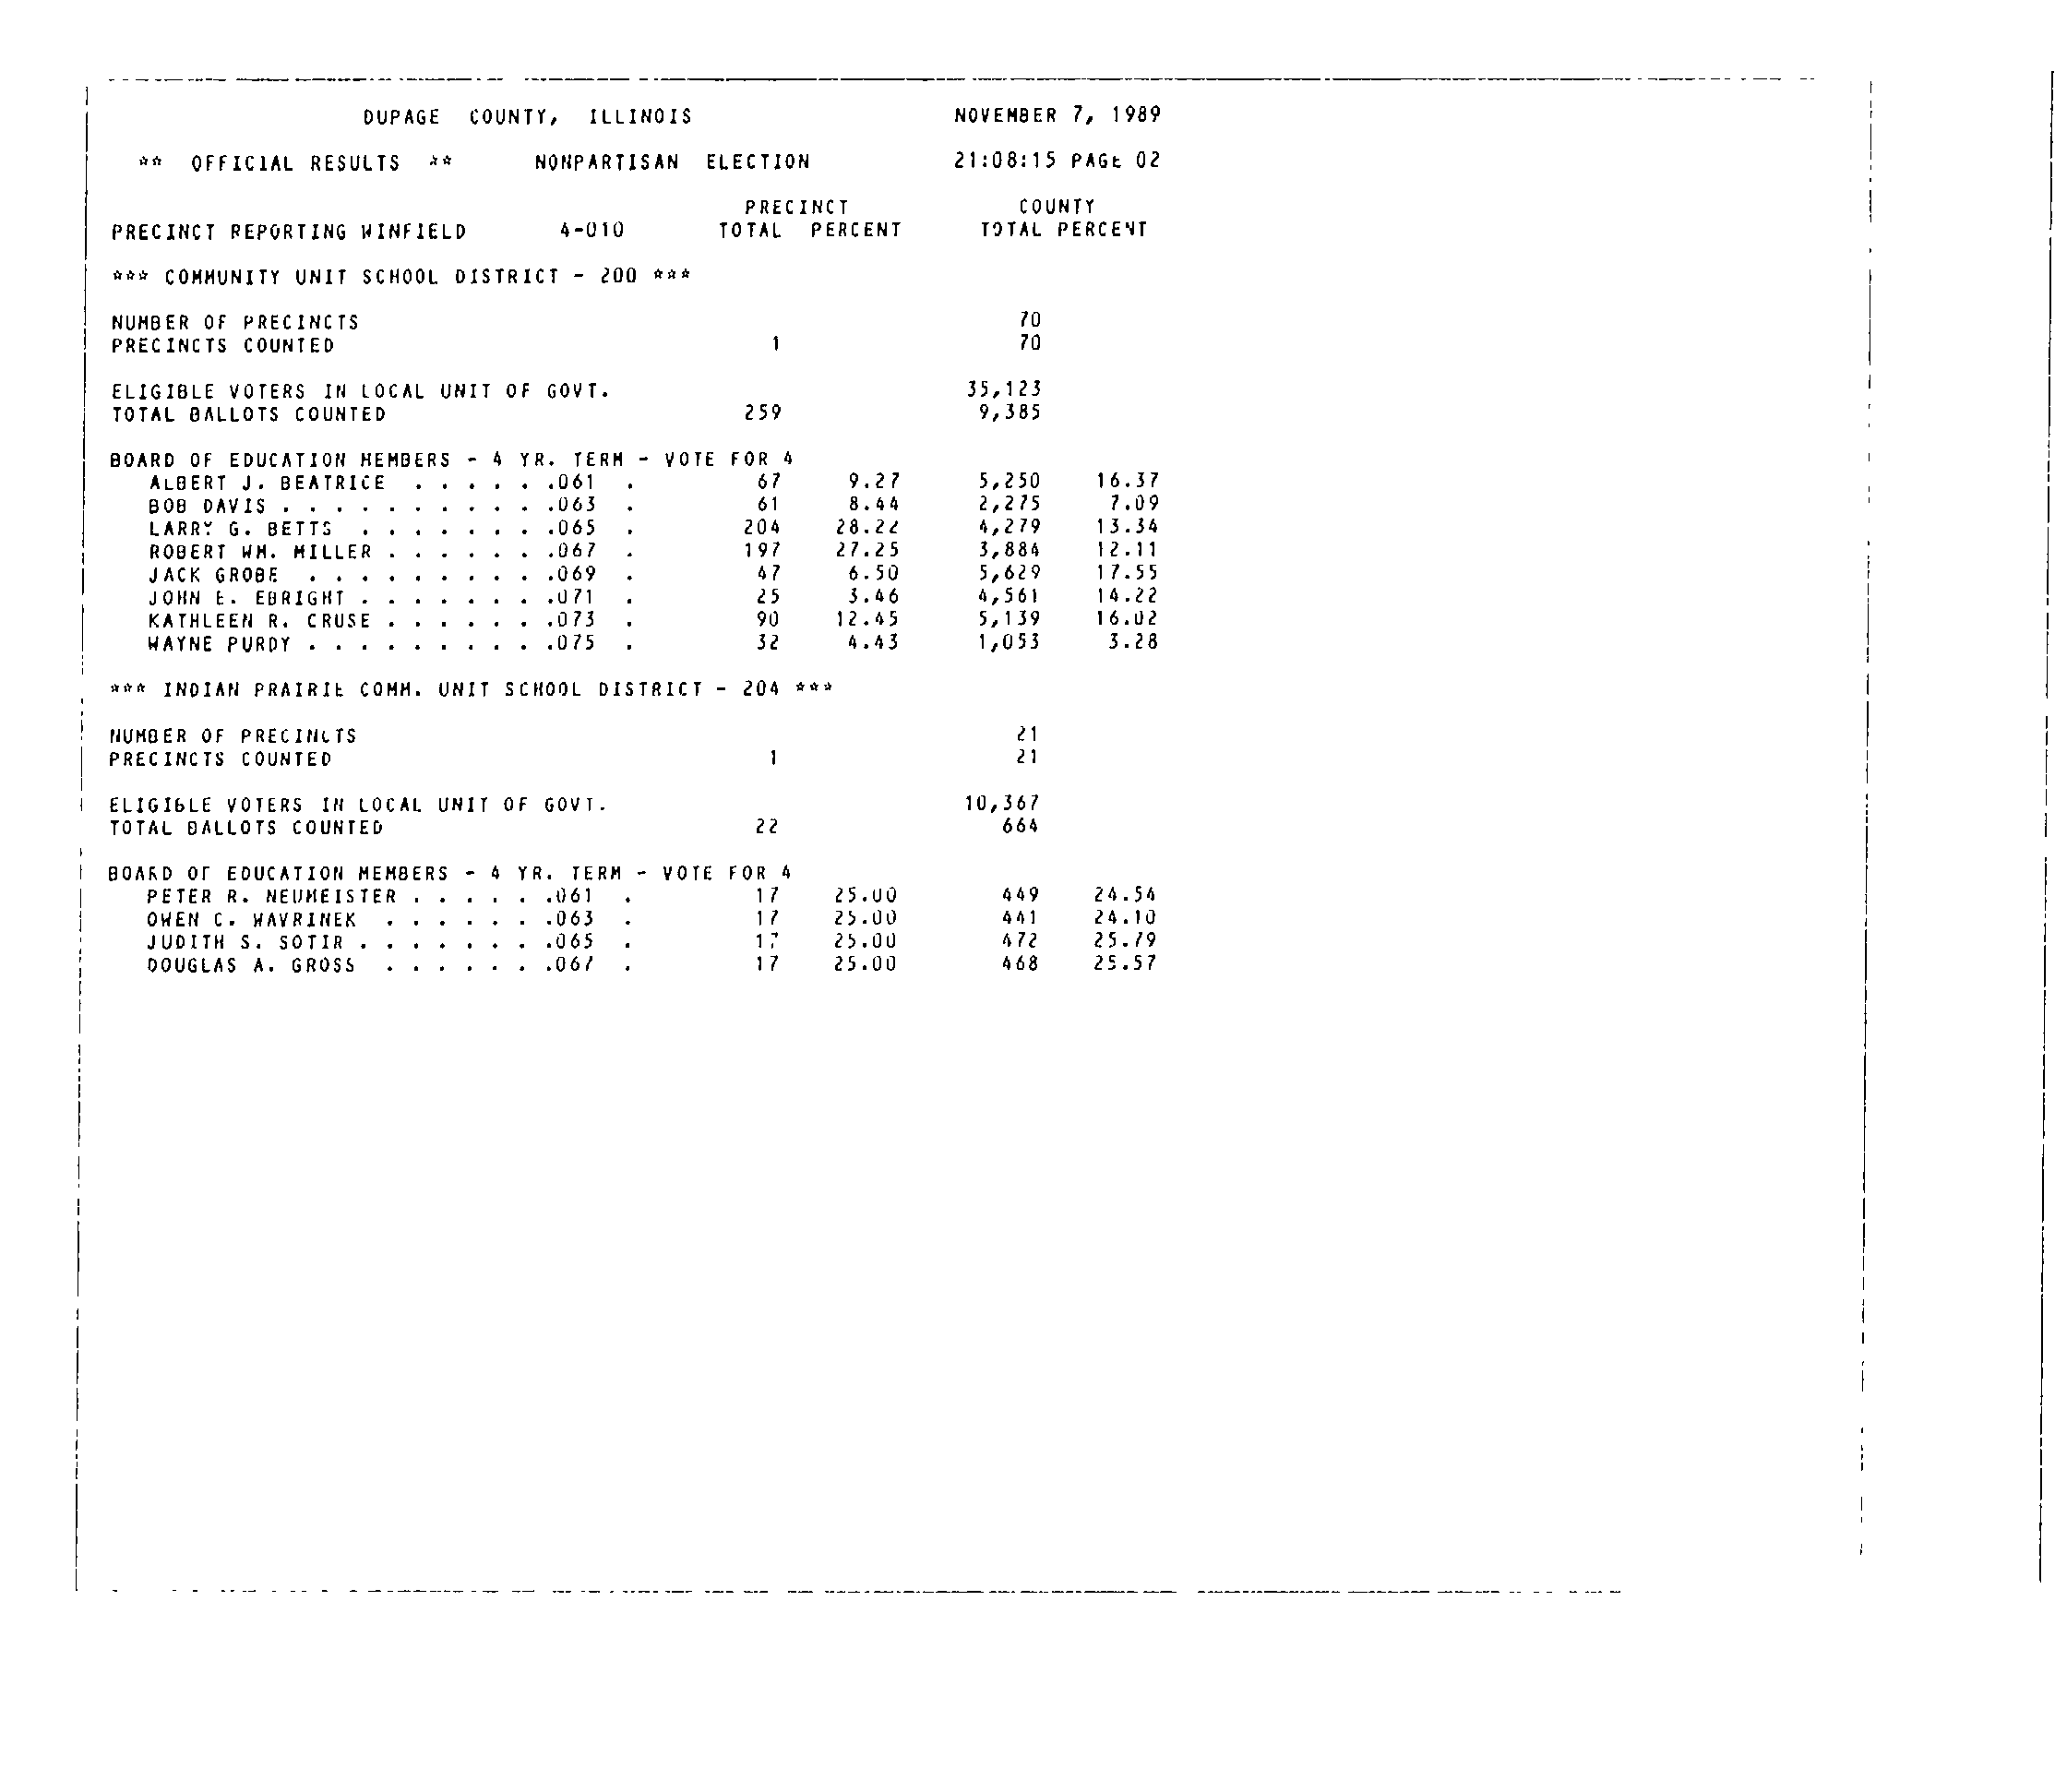 DUPAGE COUNTY, ILLINOIS NOVEMBER 7, 1989
** OFFICIAL RESULTS ** NONPARTISAN ELECTION 21:08:15 PAGE 02
PRECINCT COUNTY
PRECINCT REPORTING WINFIELD 4-010 TOTAL PERCENT TOTAL PERCENT
*** COMMUNITY UNIT SCHOOL DISTRICT - 200 ***
NUMBER OF PRECINCTS 70
PRECINCTS COUNTED 1 70
ELIGIBLE VOTERS IN LOCAL UNIT OF GOVT. 35,123
TOTAL BALLOTS COUNTED 259 9,385
BOARD OF EDUCATION MEMBERS - 4 YR. TERM - VOTE FOR 4
ALBERT J. BEATRICE . . . . . .061 . 67 9.27 5,250 16.37
BOB DAVIS . . . . . . . . . . .063 . 61 8.44 2,275 7.09
LARRY G. BETTS . . . . . . . .065 . 204 28.22 4,279 13.34
ROBERT WM. MILLER . . . . . . .067 . 197 27.25 3,884 12.11
JACK GROBE . . . . . . . . . .069 . 47 6.50 5,629 17.55
JOHN E. EBRIGHT . . . . . . . .071 . 25 3.46 4,561 14.22
KATHLEEN R. CRUSE . . . . . . .073 . 90 12.45 5,139 16.02
WAYNE PURDY . . . . . . . . . .075 . 32 4.43 1,053 3.28
*** INDIAN PRAIRIE COMM. UNIT SCHOOL DISTRICT - 204 ***
NUMBER OF PRECINCTS 21
PRECINCTS COUNTED 1 21
ELIGIBLE VOTERS IN LOCAL UNIT OF GOVT. 10,367
TOTAL BALLOTS COUNTED 22 664
BOARD OF EDUCATION MEMBERS - 4 YR. TERM - VOTE FOR 4
PETER R. NEUMEISTER . . . . . .061 . 17 25.00 449 24.54
OWEN C. WAVRINEK . . . . . . .063 . 17 25.00 441 24.10
JUDITH S. SOTIR . . . . . . . .065 . 17 25.00 472 25.79
DOUGLAS A. GROSS . . . . . . .067 . 17 25.00 468 25.57